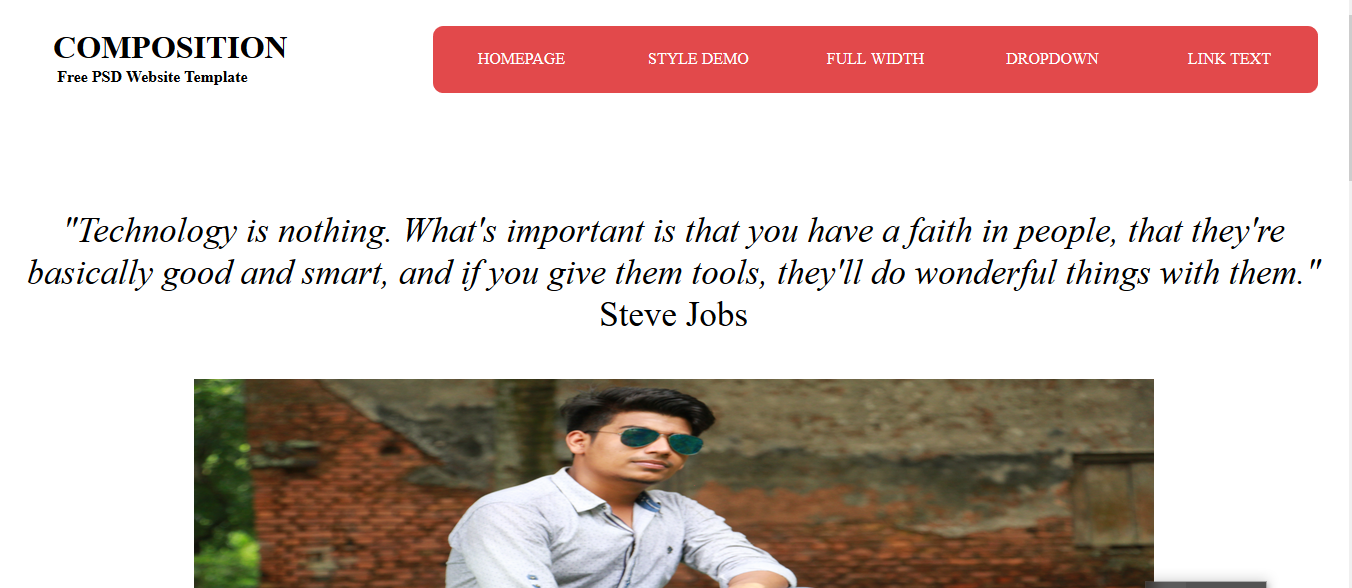 COMPOSITION
Free PSD Website Template
HOMEPAGE STYLE DEMO FULL WIDTH DROPDOWN LINK TEXT
"Technology is nothing. What's important is that you have a faith in people, that they're
basically good and smart, and if you give them tools, they'll do wonderful things with them."
Steve Jobs